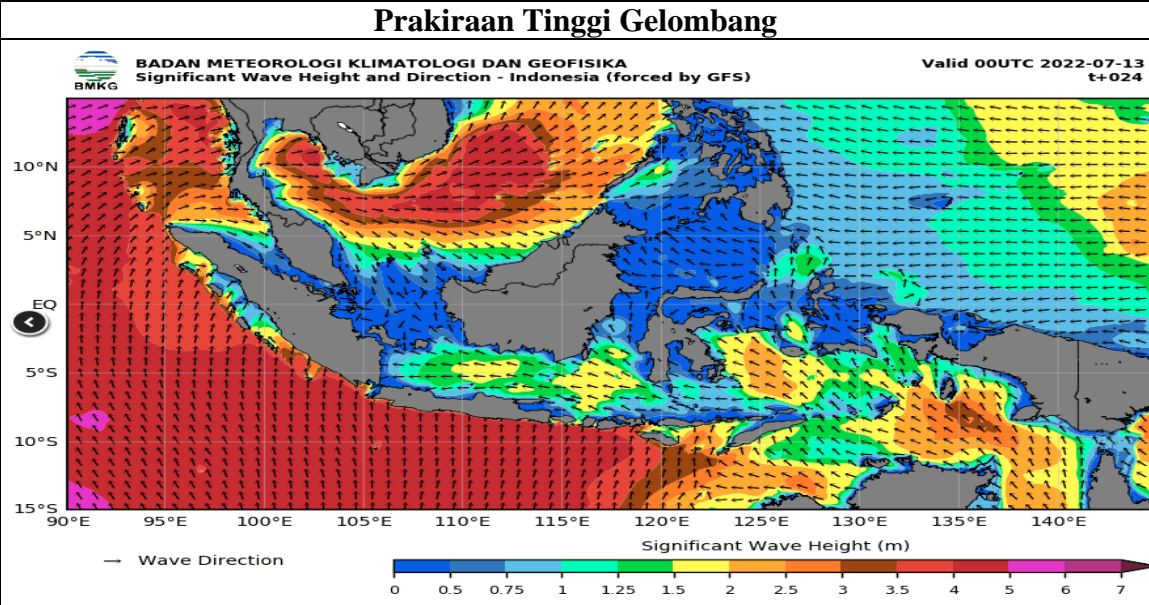 Prakiraan Tinggi Gelombang
BADAN METEOROLOGI KLIMATOLOGI DAN GEOFISIKA
Significant Wave Height and Direction - Indonesia (forced by GFS)
BMKG
Valid 00UTC 2022-07-13
t+024
10°N
5°N
EQ
5°S
10°S
15°S
90°E 95°E 100°E 105°E 110°E 115°E 120°E 125°E 130°E 135°E 140°E
Wave Direction
Significant Wave Height (m)
0 0.5 0.75 1 1.25 1.5 2 2.5 3 3.5 4 5 6 7